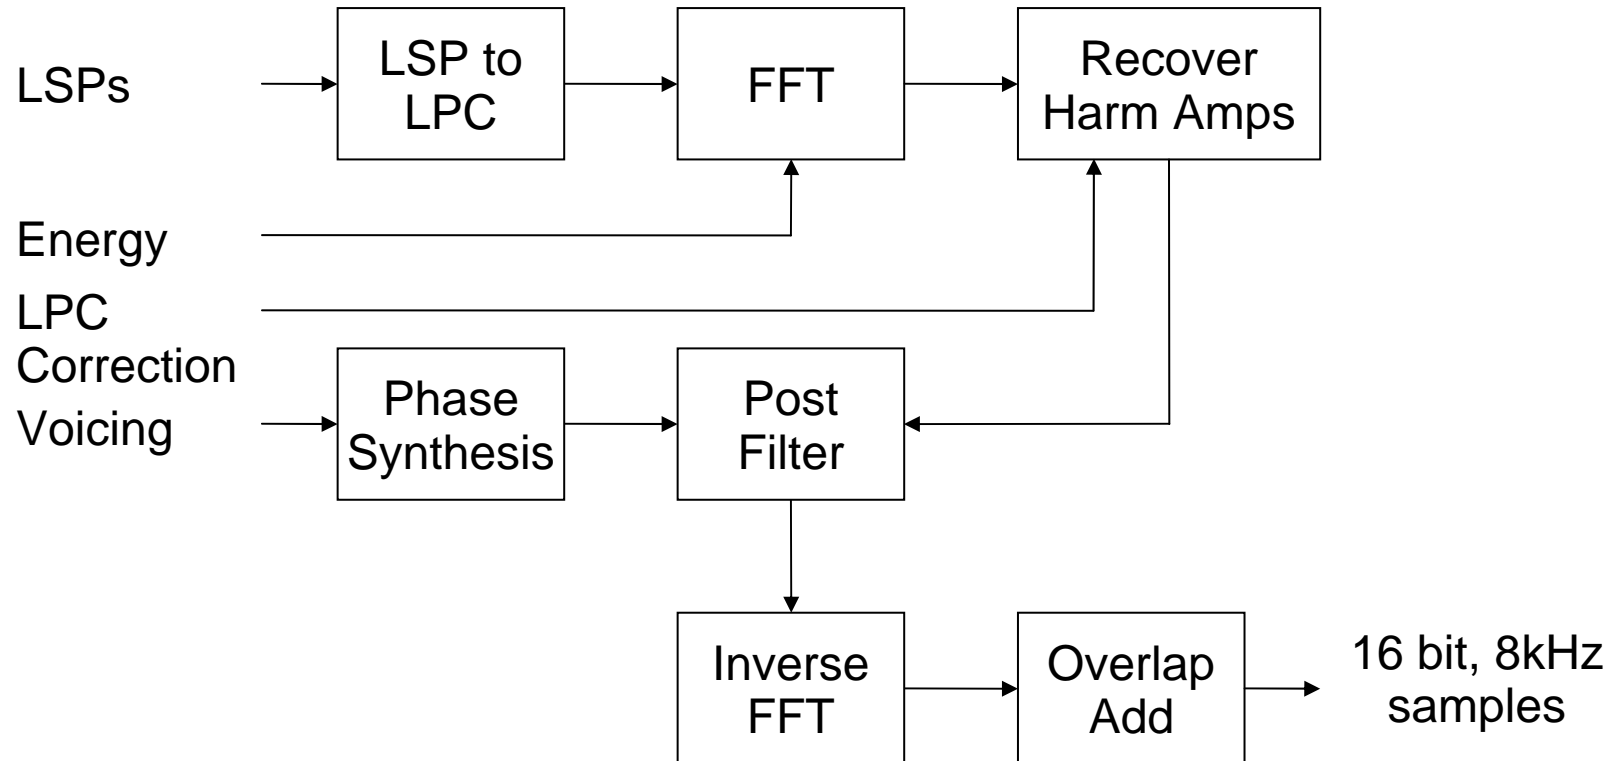 LSPs
LSP to
LPC
FFT
Recover
Harm Amps
Energy
LPC
Correction
Voicing
Phase
Synthesis
Post
Filter
Inverse
FFT
Overlap
Add
16 bit, 8kHz
samples